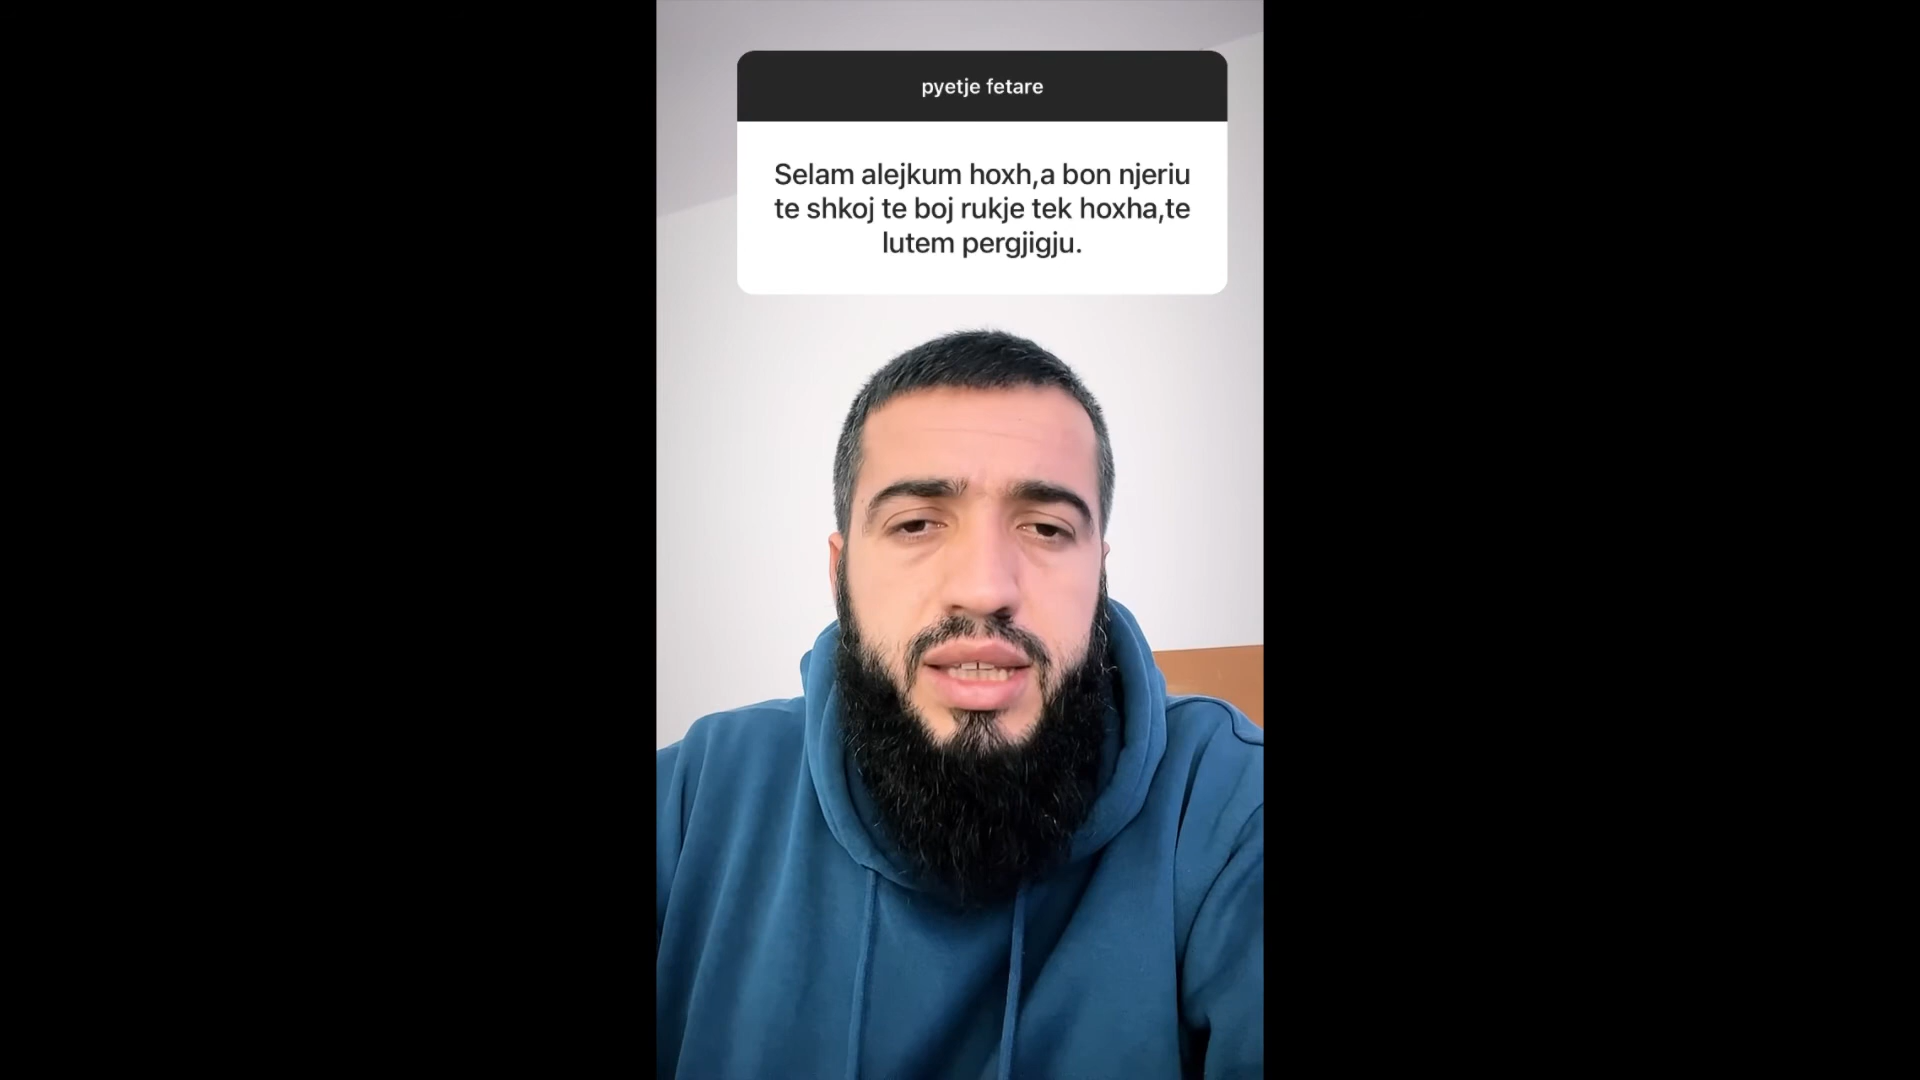 pyetje fetare
Selam alejkum hoxh,a bon njeriu
te shkoj te boj rukje tek hoxha,te
lutem pergjigju.